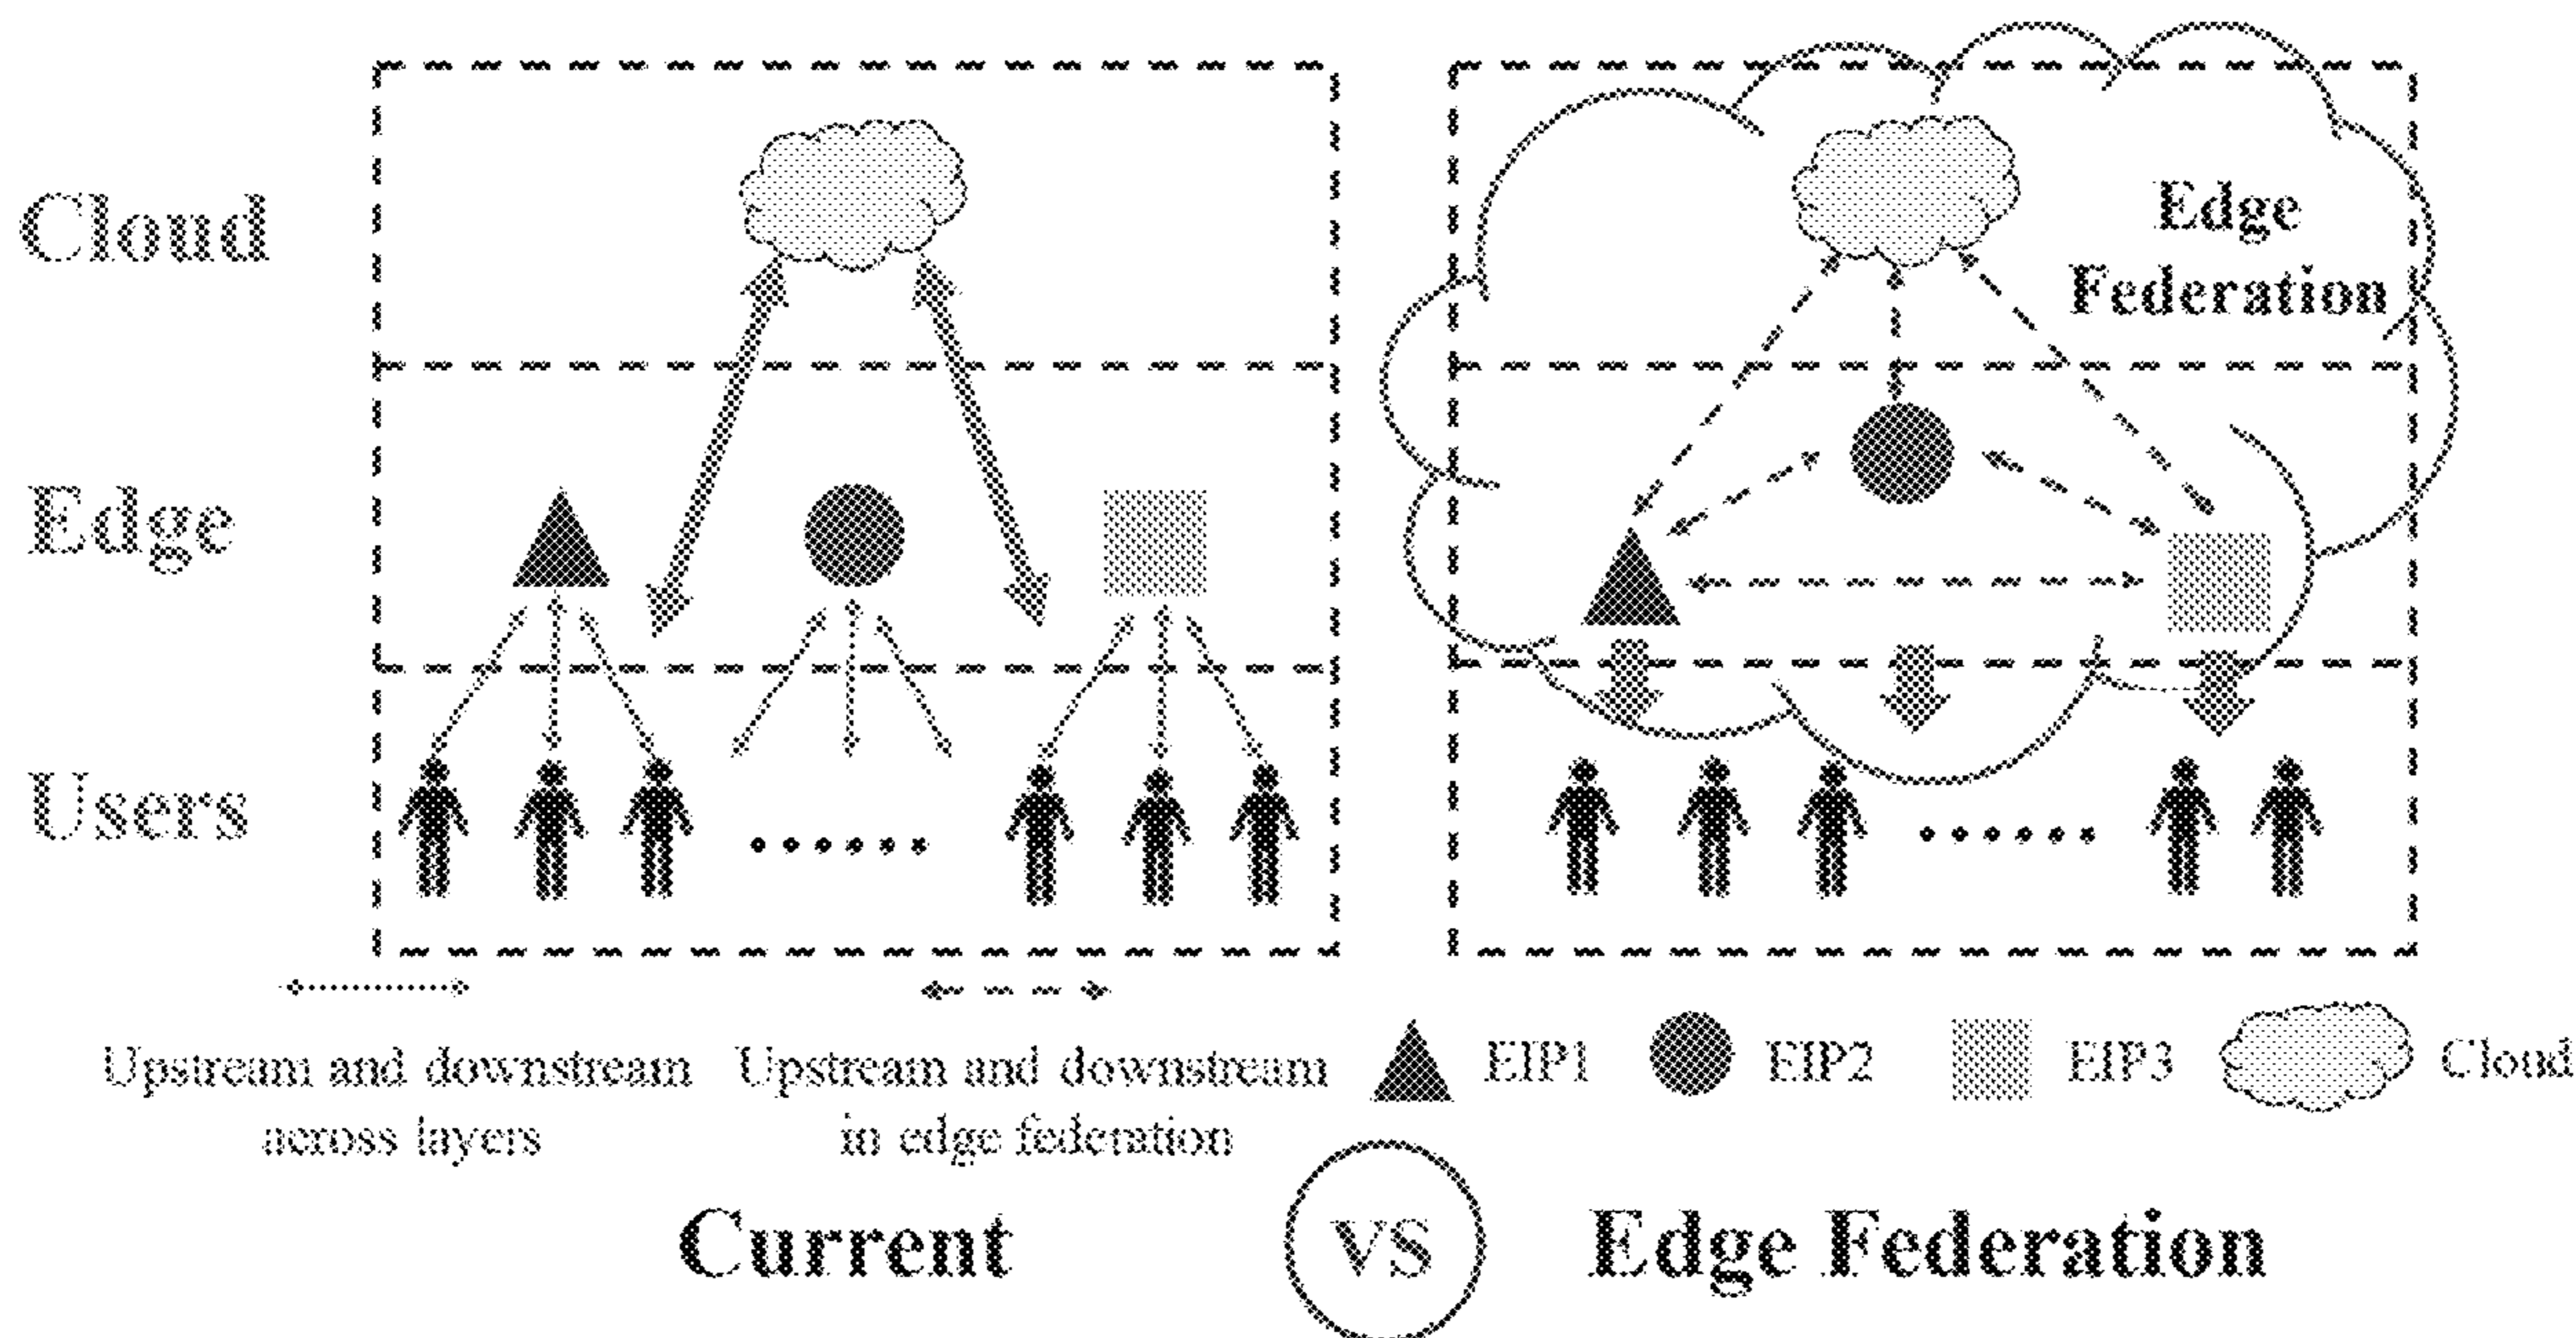 Cloud
Edge
Federation
Edge
Users
Upstream and downstream
across layers
Upstream and downstream
in edge federation
EIP1
EIP2
EIP3
Cloud
Current
VS
Edge Federation